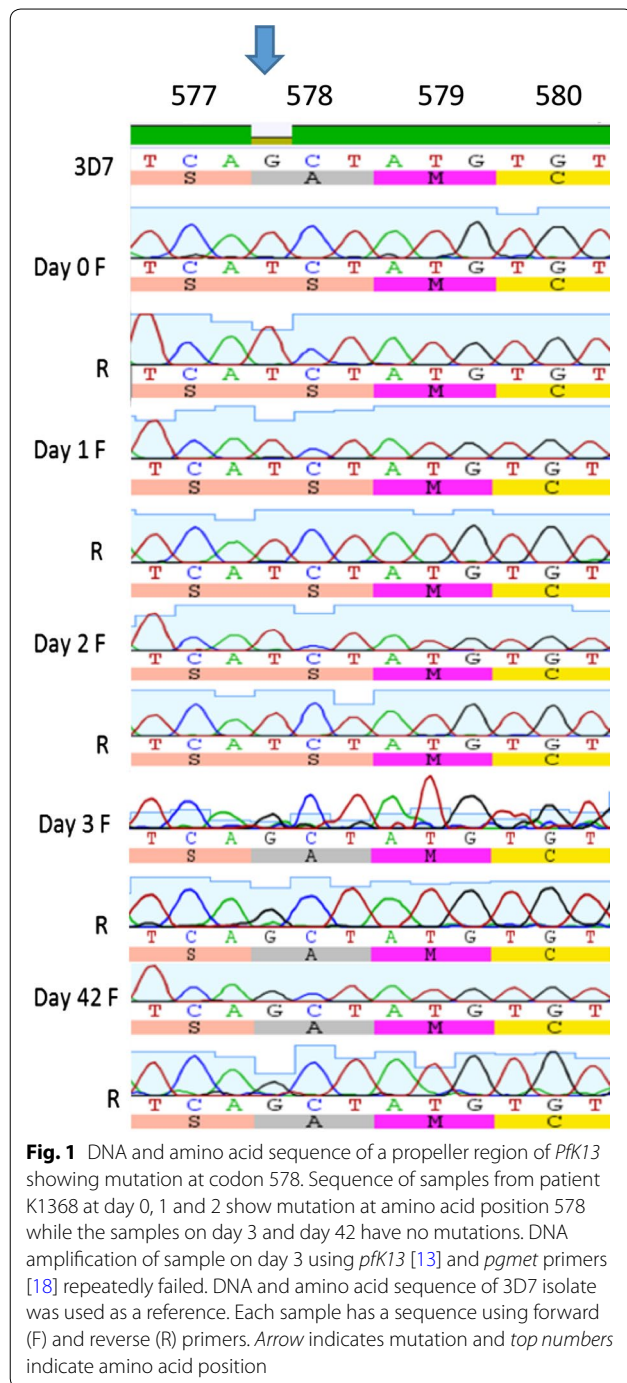 577 578 579 580
3D7 T C A G C T A T G T G T
S A M C
Day 0 F
T C A T C T A T G T G T
S S M C
R
T C A T C T A T G T G T
S S M C
Day 1 F
T C A T C T A T G T G T
S S M C
R
T C A T C T A T G T G T
S S M C
Day 2 F
T C A T C T A T G T G T
S S M C
R
T C A T C T A T G T G T
S S M C
Day 3 F
T C A G C T A T G T G T
S A M C
R
T C A G C T A T G T G T
S A M C
Day 42 F
T C A G C T A T G T G T
S A M C
R
T C A G C T A T G T G T
S A M C
Fig. 1 DNA and amino acid sequence of a propeller region of PfK13
showing mutation at codon 578. Sequence of samples from patient
K1368 at day 0, 1 and 2 show mutation at amino acid position 578
while the samples on day 3 and day 42 have no mutations. DNA
amplification of sample on day 3 using pfK13 [13] and pgmet primers
[18] repeatedly failed. DNA and amino acid sequence of 3D7 isolate
was used as a reference. Each sample has a sequence using forward
(F) and reverse (R) primers. Arrow indicates mutation and top numbers
indicate amino acid position